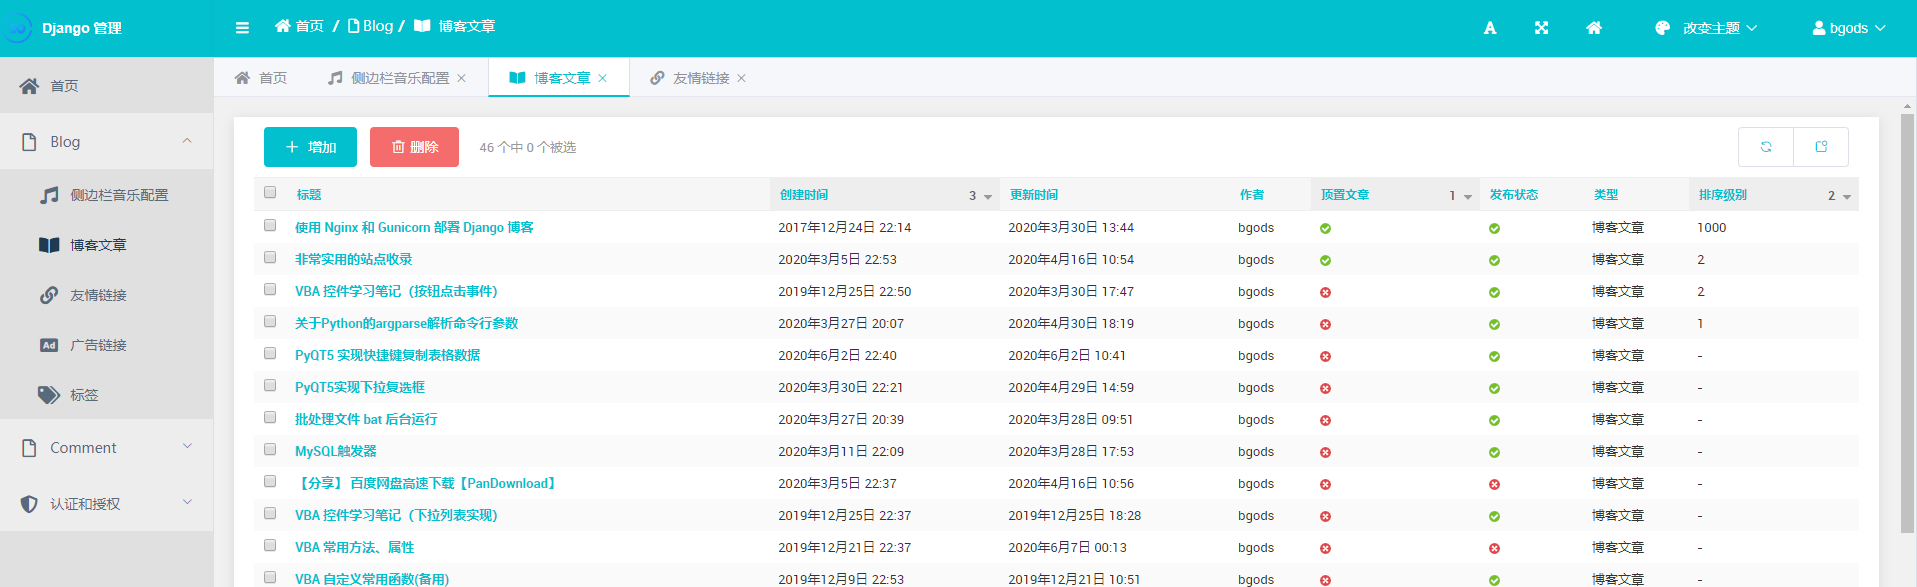 Django 管理
首页 / Blog / 博客文章
A 改变主题 bgods
首页
Blog
侧边栏音乐配置
博客文章
友情链接
Ad 广告链接
标签
Comment
认证和授权
首页 侧边栏音乐配置 × 博客文章 × 友情链接 ×
+ 增加 删除 46 个中 0 个被选
标题 创建时间 3 更新时间 作者 顶置文章 1 发布状态 类型 排序级别 2
使用 Nginx 和 Gunicorn 部署 Django 博客 2017年12月24日 22:14 2020年3月30日 13:44 bgods 博客文章 1000
非常实用的站点收录 2020年3月5日 22:53 2020年4月16日 10:54 bgods 博客文章 2
VBA 控件学习笔记（按钮点击事件） 2019年12月25日 22:50 2020年3月30日 17:47 bgods 博客文章 2
关于Python的argparse解析命令行参数 2020年3月27日 20:07 2020年4月30日 18:19 bgods 博客文章 1
PyQT5 实现快捷键复制表格数据 2020年6月2日 22:40 2020年6月2日 10:41 bgods 博客文章 -
PyQT5实现下拉复选框 2020年3月30日 22:21 2020年4月29日 14:59 bgods 博客文章 -
批处理文件 bat 后台运行 2020年3月27日 20:39 2020年3月28日 09:51 bgods 博客文章 -
MySQL触发器 2020年3月11日 22:09 2020年3月28日 17:53 bgods 博客文章 -
【分享】 百度网盘高速下载【PanDownload】 2020年3月5日 22:37 2020年4月16日 10:56 bgods 博客文章 -
VBA 控件学习笔记（下拉列表实现） 2019年12月25日 22:37 2019年12月25日 18:28 bgods 博客文章 -
VBA 常用方法、属性 2019年12月21日 22:37 2020年6月7日 00:13 bgods 博客文章 -
VBA 自定义常用函数(备用) 2019年12月9日 22:53 2019年12月21日 10:51 bgods 博客文章 -